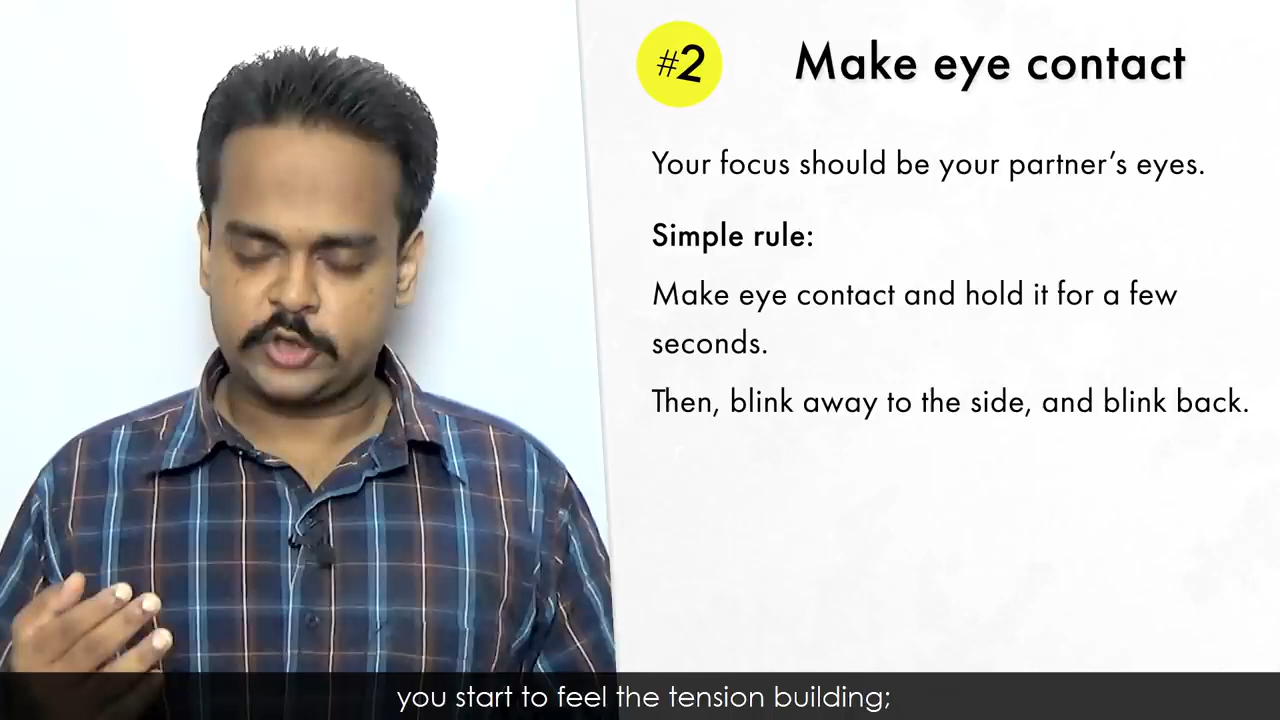 #2
Make eye contact
Your focus should be your partner’s eyes.
Simple rule:
Make eye contact and hold it for a few
seconds.
Then, blink away to the side, and blink back.
you start to feel the tension building;